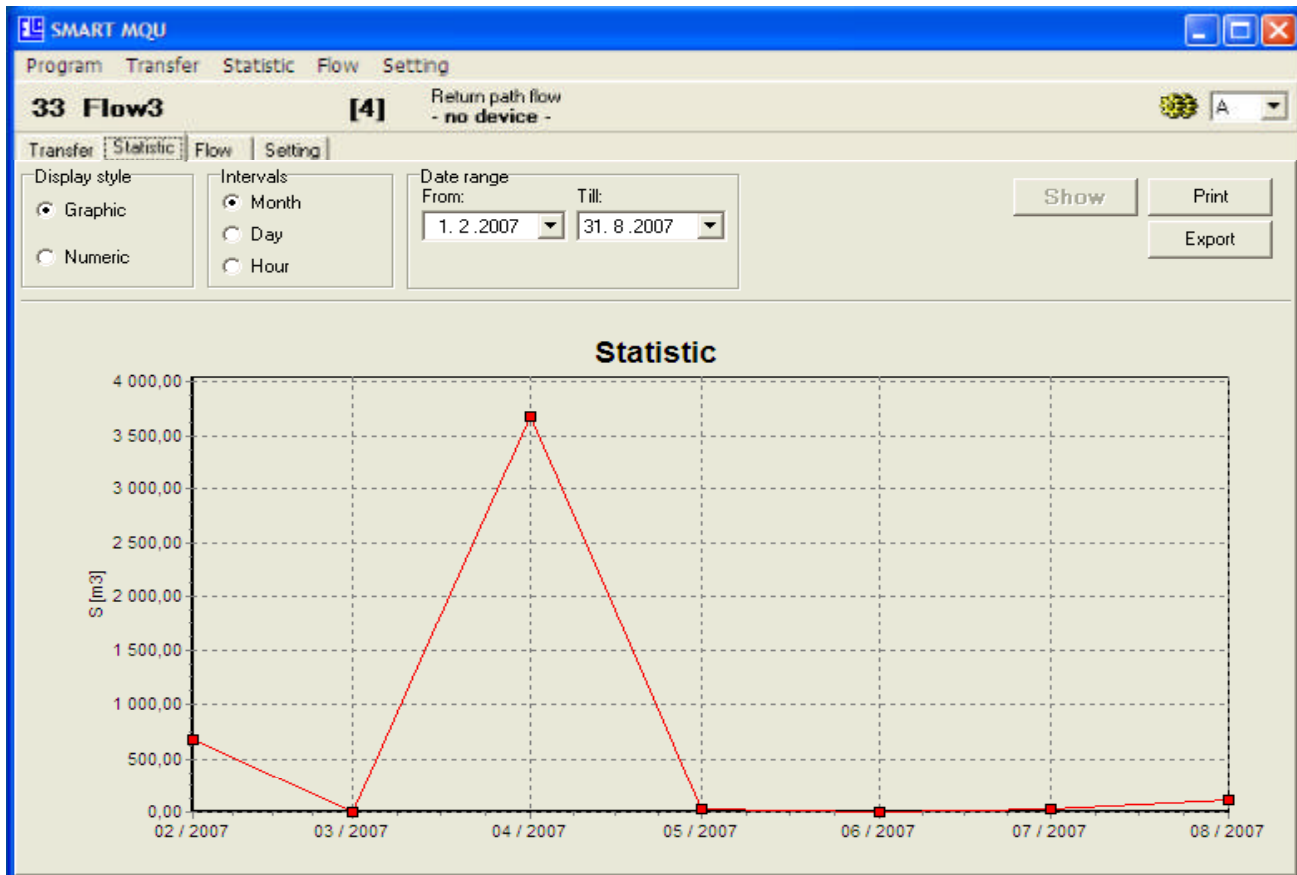 SMART MQU
Program Transfer Statistic Flow Setting
33 Flow3 [4] Return path flow
- no device -
A
Transfer Statistic Flow Setting
Display style
Graphic
Numeric
Intervals
Month
Day
Hour
Date range
From: Till:
1. 2 .2007 31. 8 .2007
Show
Print
Export
Statistic
S [m3]
4 000,00
3 500,00
3 000,00
2 500,00
2 000,00
1 500,00
1 000,00
500,00
0,00
02 / 2007 03 / 2007 04 / 2007 05 / 2007 06 / 2007 07 / 2007 08 / 2007